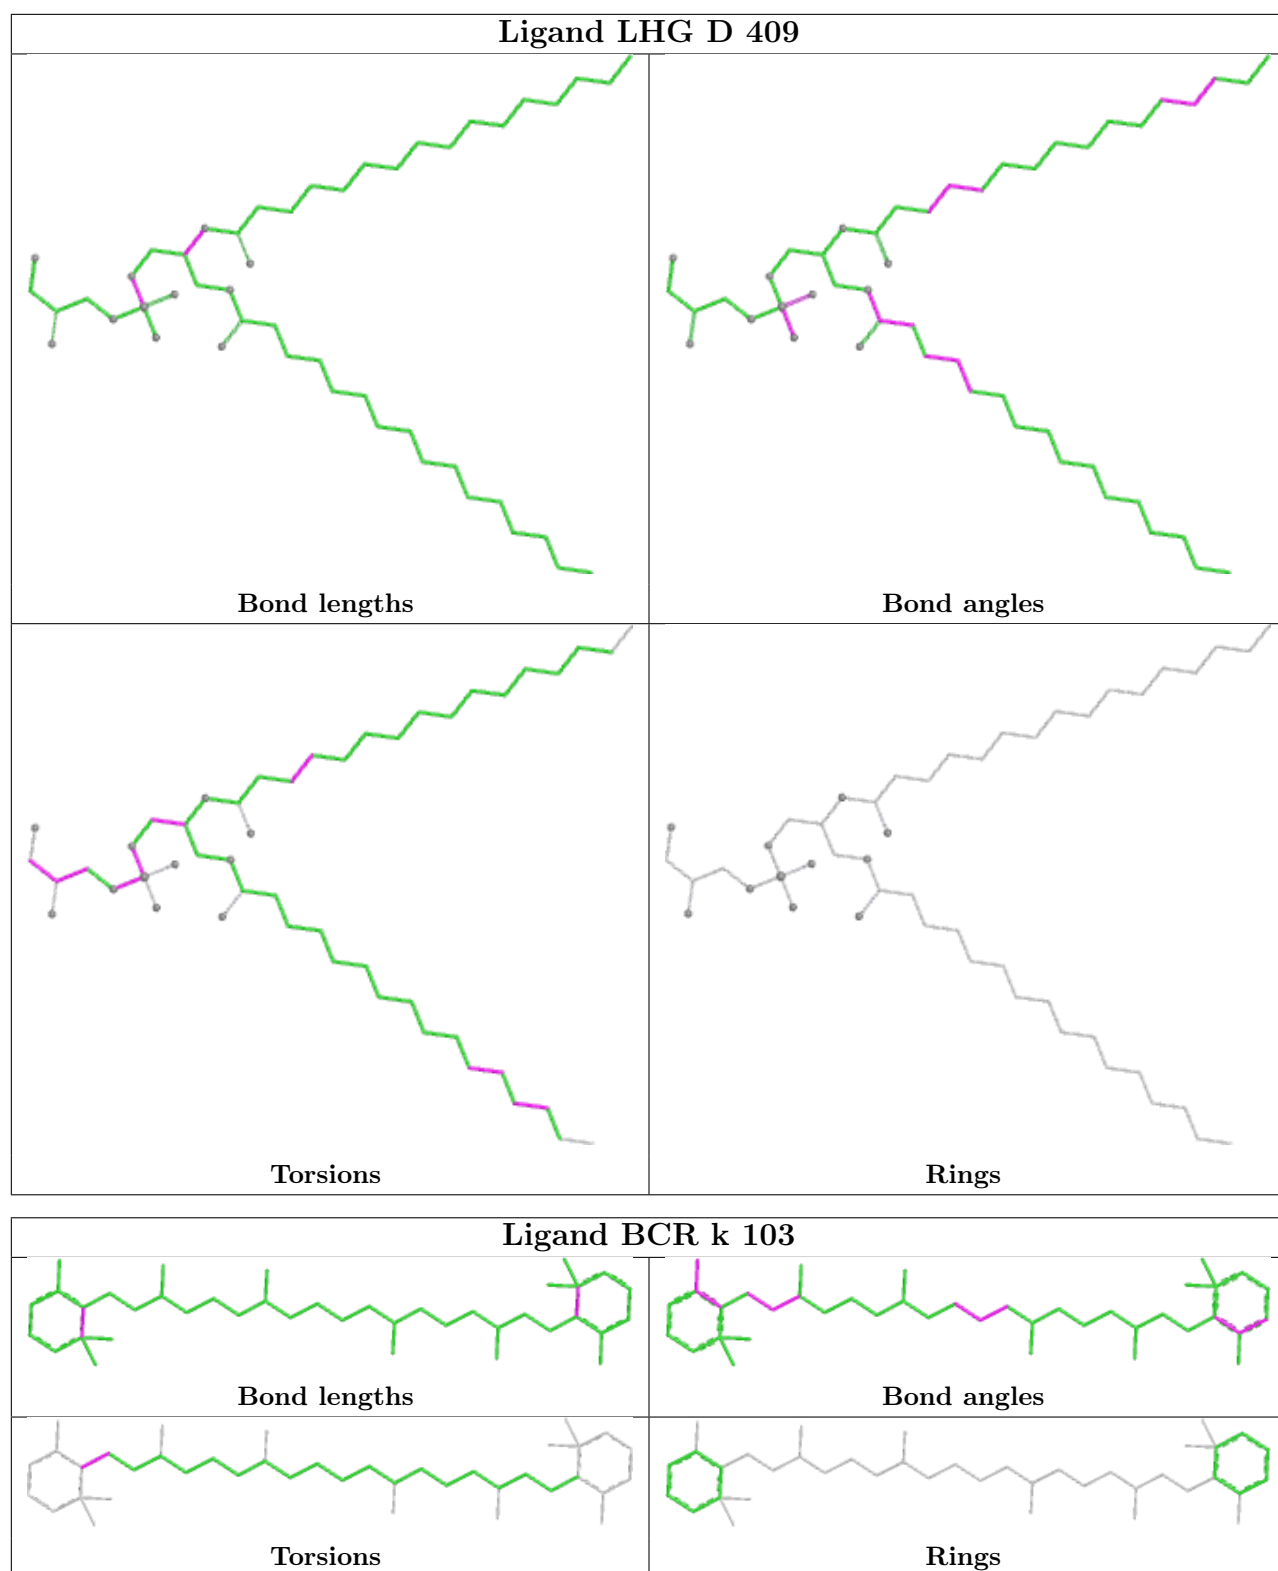 Ligand LHG D 409
Bond lengths
Bond angles
Torsions
Rings
Ligand BCR k 103
Bond lengths
Bond angles
Torsions
Rings